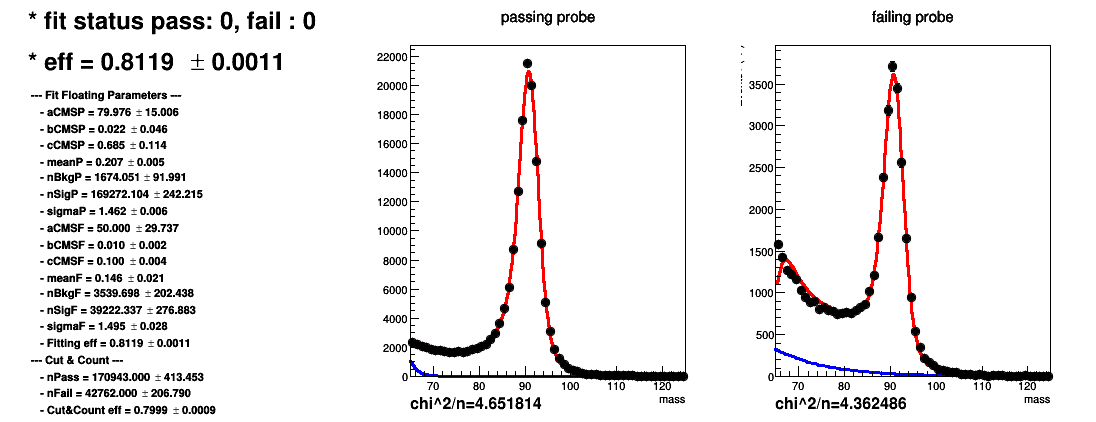 * fit status pass: 0, fail : 0
* eff = 0.8119 ± 0.0011
--- Fit Floating Parameters ---
- aCMSP = 79.976 ± 15.006
- bCMSP = 0.022 ± 0.046
- cCMSP = 0.685 ± 0.114
- meanP = 0.207 ± 0.005
- nBkgP = 1674.051 ± 91.991
- nSigP = 169272.104 ± 242.215
- sigmaP = 1.462 ± 0.006
- aCMSF = 50.000 ± 29.737
- bCMSF = 0.010 ± 0.002
- cCMSF = 0.100 ± 0.004
- meanF = 0.146 ± 0.021
- nBkgF = 3539.698 ± 202.438
- nSigF = 39222.337 ± 276.883
- sigmaF = 1.495 ± 0.028
- Fitting eff = 0.8119 ± 0.0011
--- Cut & Count ---
- nPass = 170943.000 ± 413.453
- nFail = 42762.000 ± 206.790
- Cut&Count eff = 0.7999 ± 0.0009
passing probe
22000
20000
18000
16000
14000
12000
10000
8000
6000
4000
2000
0
70 80 90 100 110 120
mass
chi^2/n=4.651814
failing probe
3500
3000
2500
2000
1500
1000
500
0
70 80 90 100 110 120
mass
chi^2/n=4.362486